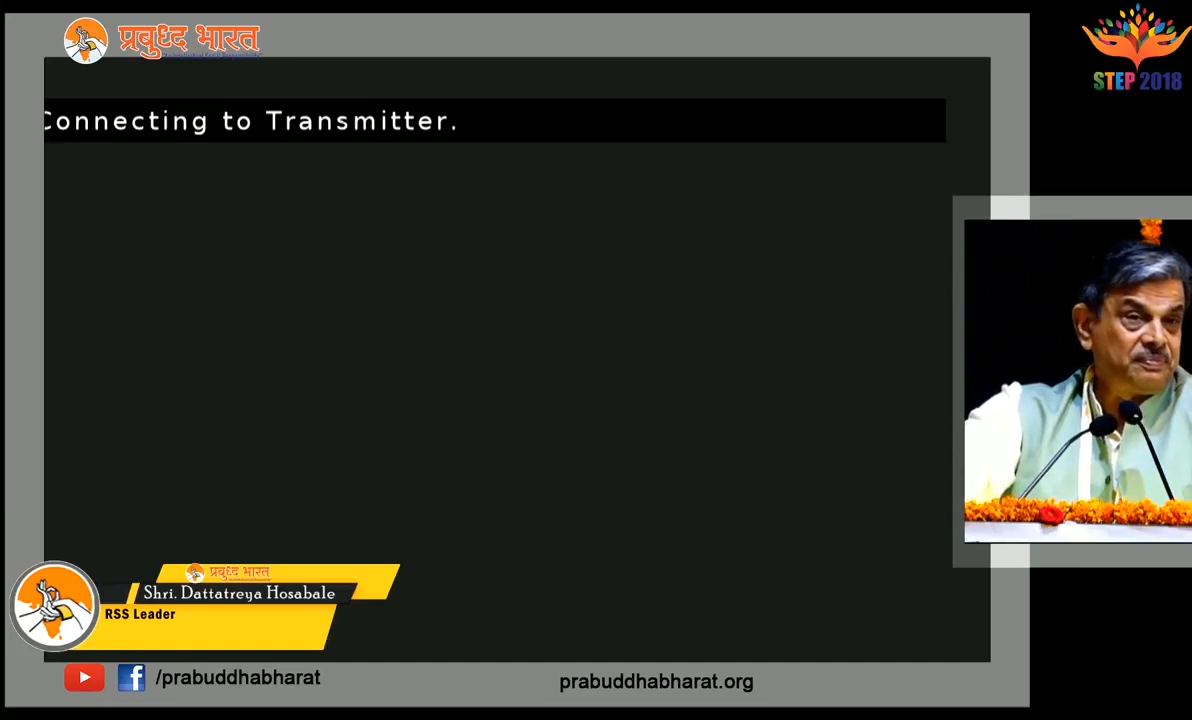 प्रबुध्द भारत
STEP 2018
Connecting to Transmitter.
प्रबुध्द भारत
Shri. Dattatreya Hosabale
RSS Leader
/prabuddhabharat
prabuddhabharat.org